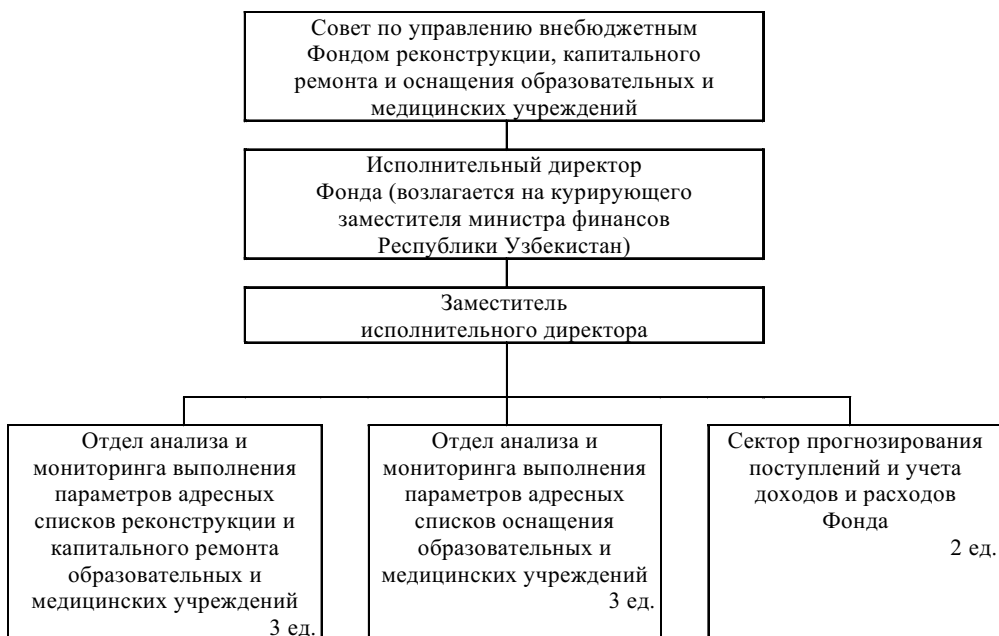 Совет по управлению внебюджетным
Фондом реконструкции, капитального
ремонта и оснащения образовательных и
медицинских учреждений
Исполнительный директор
Фонда (возлагается на курирующего
заместителя министра финансов
Республики Узбекистан)
Заместитель
исполнительного директора
Отдел анализа и
мониторинга выполнения
параметров адресных
списков реконструкции и
капитального ремонта
образовательных и
медицинских учреждений
3 ед.
Отдел анализа и
мониторинга выполнения
параметров адресных
списков оснащения
образовательных и
медицинских учреждений
3 ед.
Сектор прогнозирования
поступлений и учета
доходов и расходов
Фонда
2 ед.